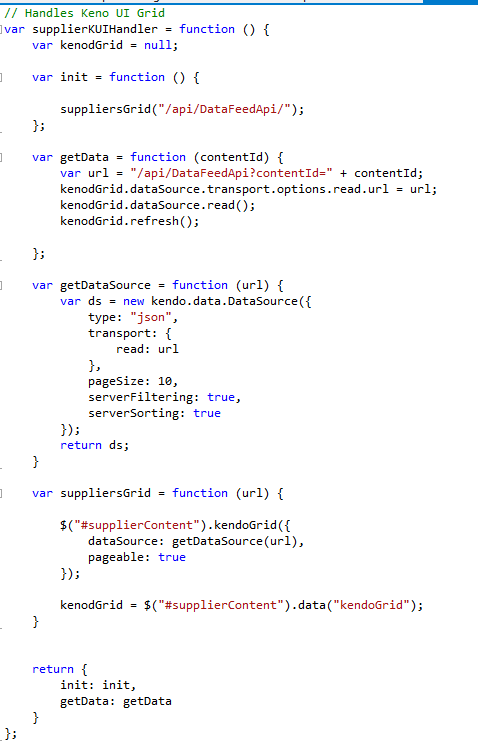 // Handles Keno UI Grid
var supplierKUIHandler = function () {
    var kenodGrid = null;

    var init = function () {

        suppliersGrid("/api/DataFeedApi/");
    };

    var getData = function (contentId) {
        var url = "/api/DataFeedApi?contentId=" + contentId;
        kenodGrid.dataSource.transport.options.read.url = url;
        kenodGrid.dataSource.read();
        kenodGrid.refresh();

    };

    var getDataSource = function (url) {
        var ds = new kendo.data.DataSource({
            type: "json",
            transport: {
                read: url
            },
            pageSize: 10,
            serverFiltering: true,
            serverSorting: true
        });
        return ds;
    }

    var suppliersGrid = function (url) {

        $("#supplierContent").kendoGrid({
            dataSource: getDataSource(url),
            pageable: true
        });

        kenodGrid = $("#supplierContent").data("kendoGrid");
    }


    return {
        init: init,
        getData: getData
    }
};